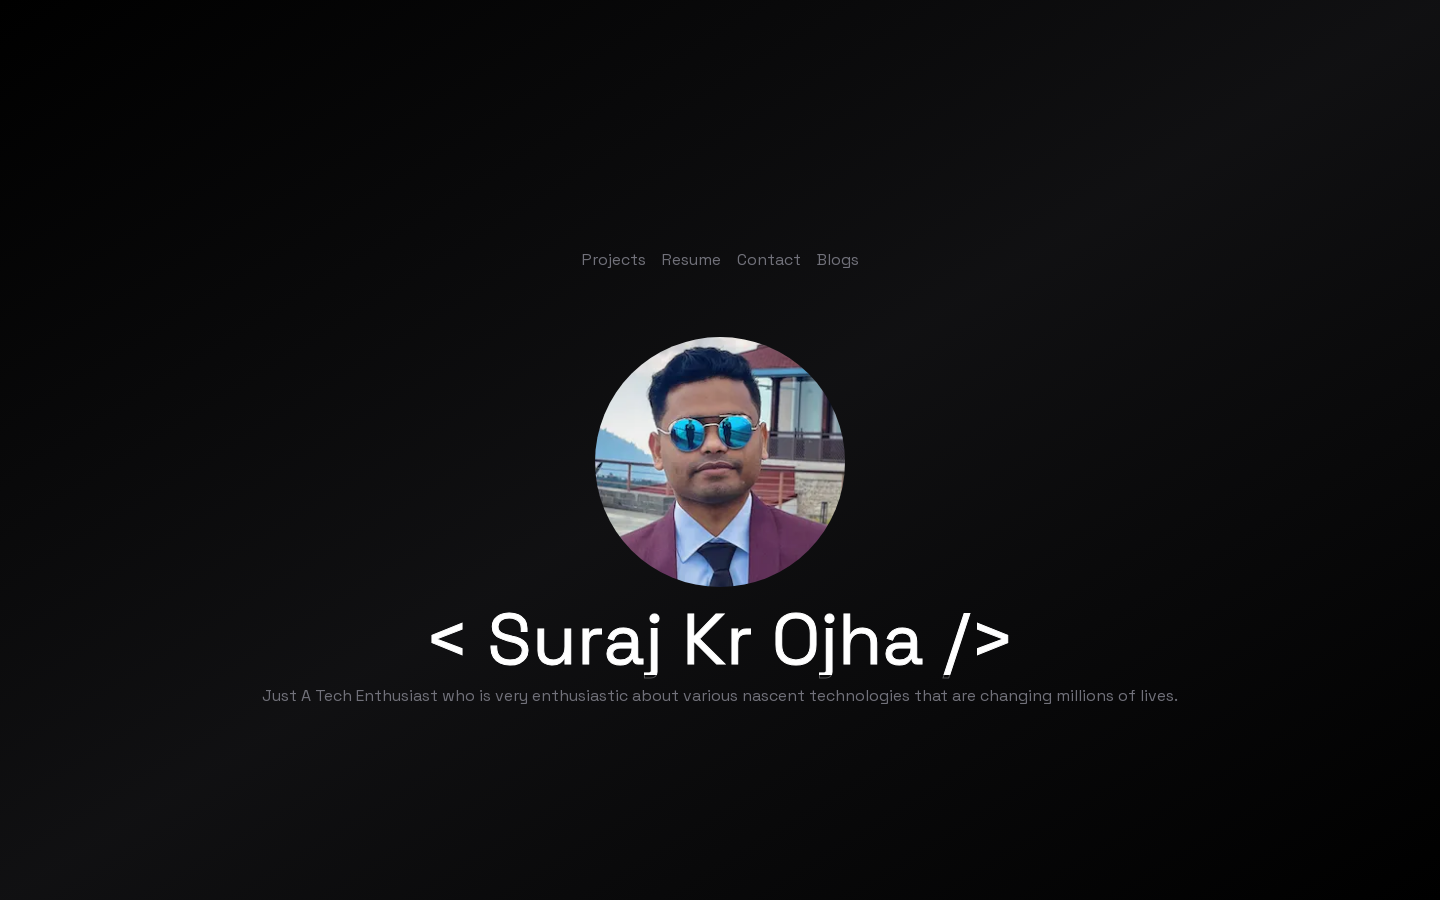 Projects Resume Contact Blogs
< Suraj Kr Ojha />
Just A Tech Enthusiast who is very enthusiastic about various nascent technologies that are changing millions of lives.